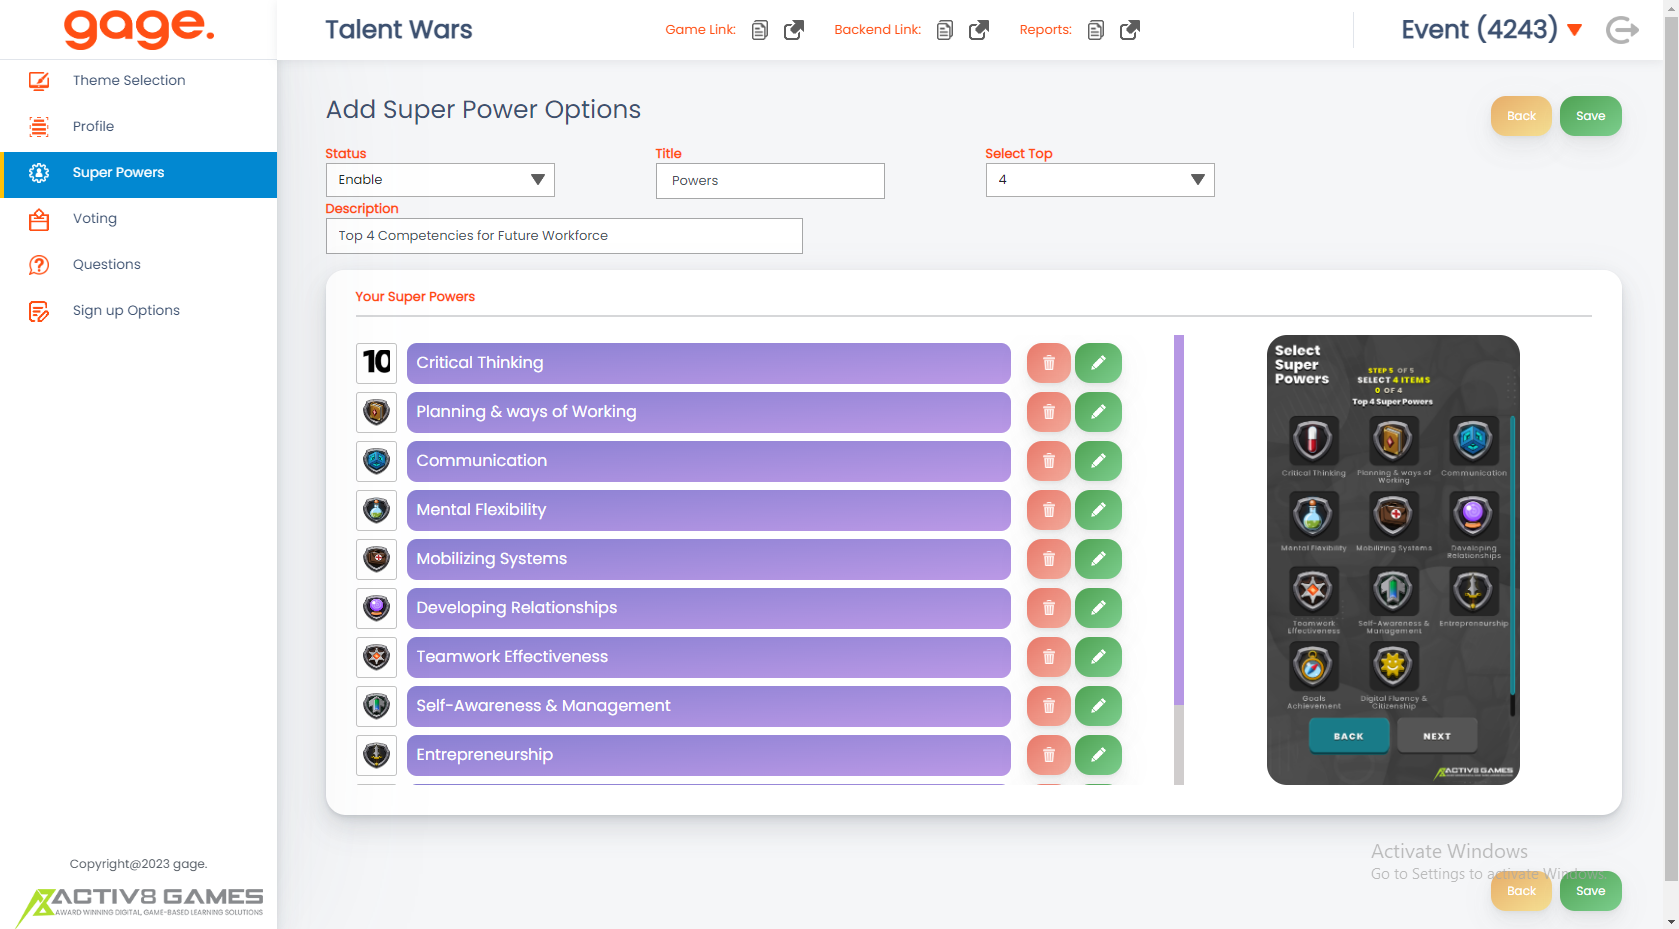 gage.
Talent Wars
Game Link:
Backend Link:
Reports:
Event (4243)
Theme Selection
Profile
Super Powers
Voting
Questions
Sign up Options
Add Super Power Options
Back
Save
Status
Enable
Title
Powers
Select Top
4
Description
Top 4 Competencies for Future Workforce
Your Super Powers
10
Critical Thinking
Planning & ways of Working
Communication
Mental Flexibility
Mobilizing Systems
Developing Relationships
Teamwork Effectiveness
Self-Awareness & Management
Entrepreneurship
Select
Super
Powers
STEP 5 OF 5
SELECT 4 ITEMS
0 OF 4
Top 4 Super Powers
Critical Thinking
Planning & ways of
Working
Communication
Mental Flexibility
Mobilizing Systems
Developing
Relationships
Teamwork
Effectiveness
Self-Awareness &
Management
Entrepreneurship
Goals
Achievement
Digital Fluency &
Citizenship
BACK
NEXT
ACTIV8 GAMES
Activate Windows
Go to Settings to activate Windows.
Back
Save
Copyright@2023 gage.
ACTIV8 GAMES
AWARD WINNING DIGITAL, GAME-BASED LEARNING SOLUTIONS